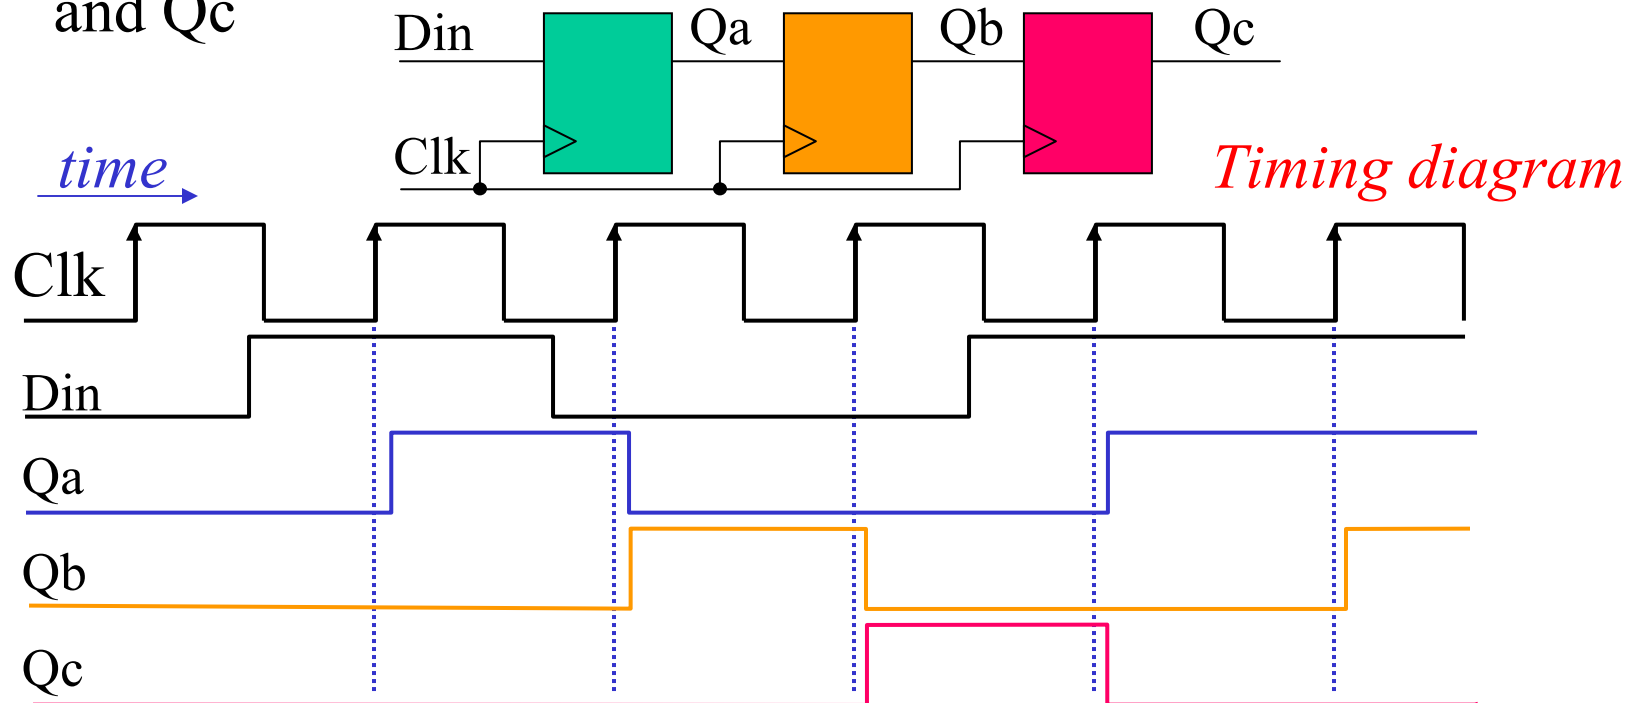 and Qc
Din
Qa
Qb
Qc
Clk
time
Timing diagram
Clk
Din
Qa
Qb
Qc